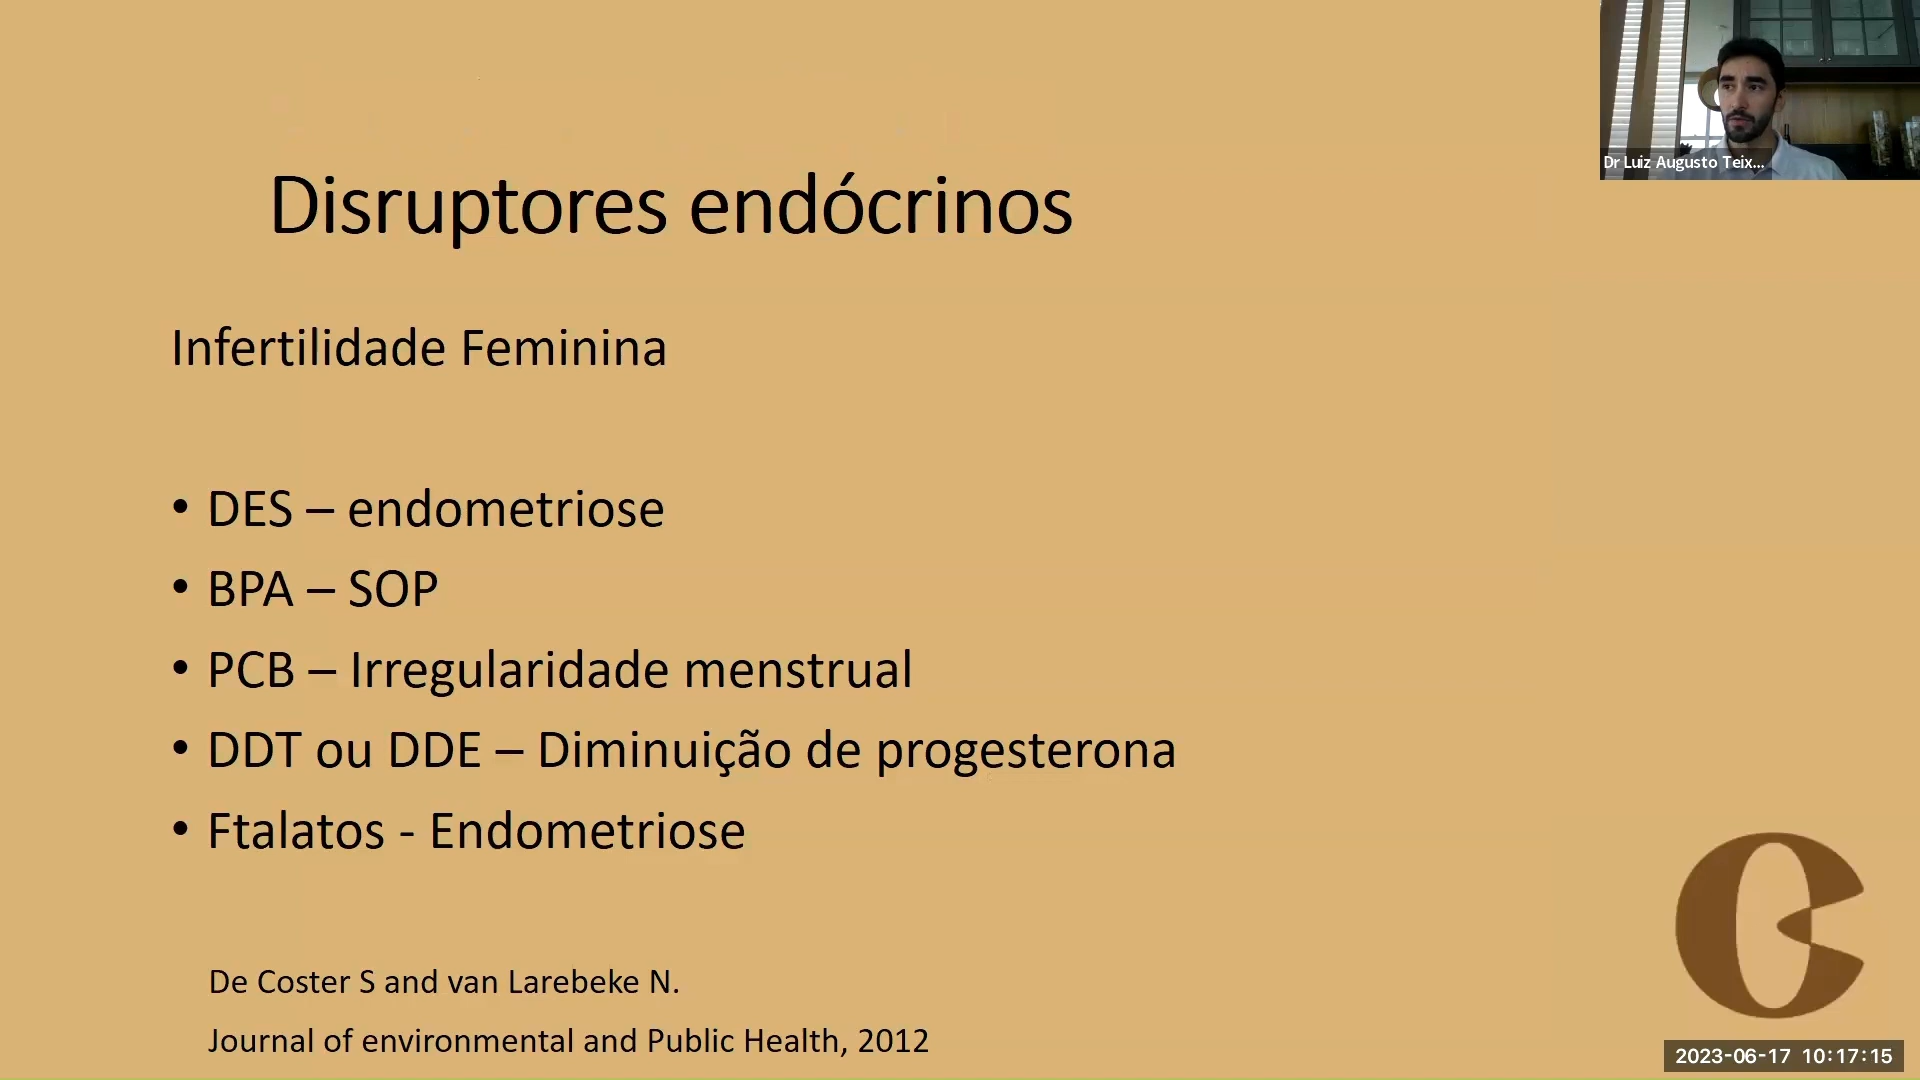 Dr Luiz Augusto Teix...
Disruptores endócrinos
Infertilidade Feminina
• DES – endometriose
• BPA – SOP
• PCB – Irregularidade menstrual
• DDT ou DDE – Diminuição de progesterona
• Ftalatos - Endometriose
De Coster S and van Larebeke N.
Journal of environmental and Public Health, 2012
2023-06-17 10:17:15